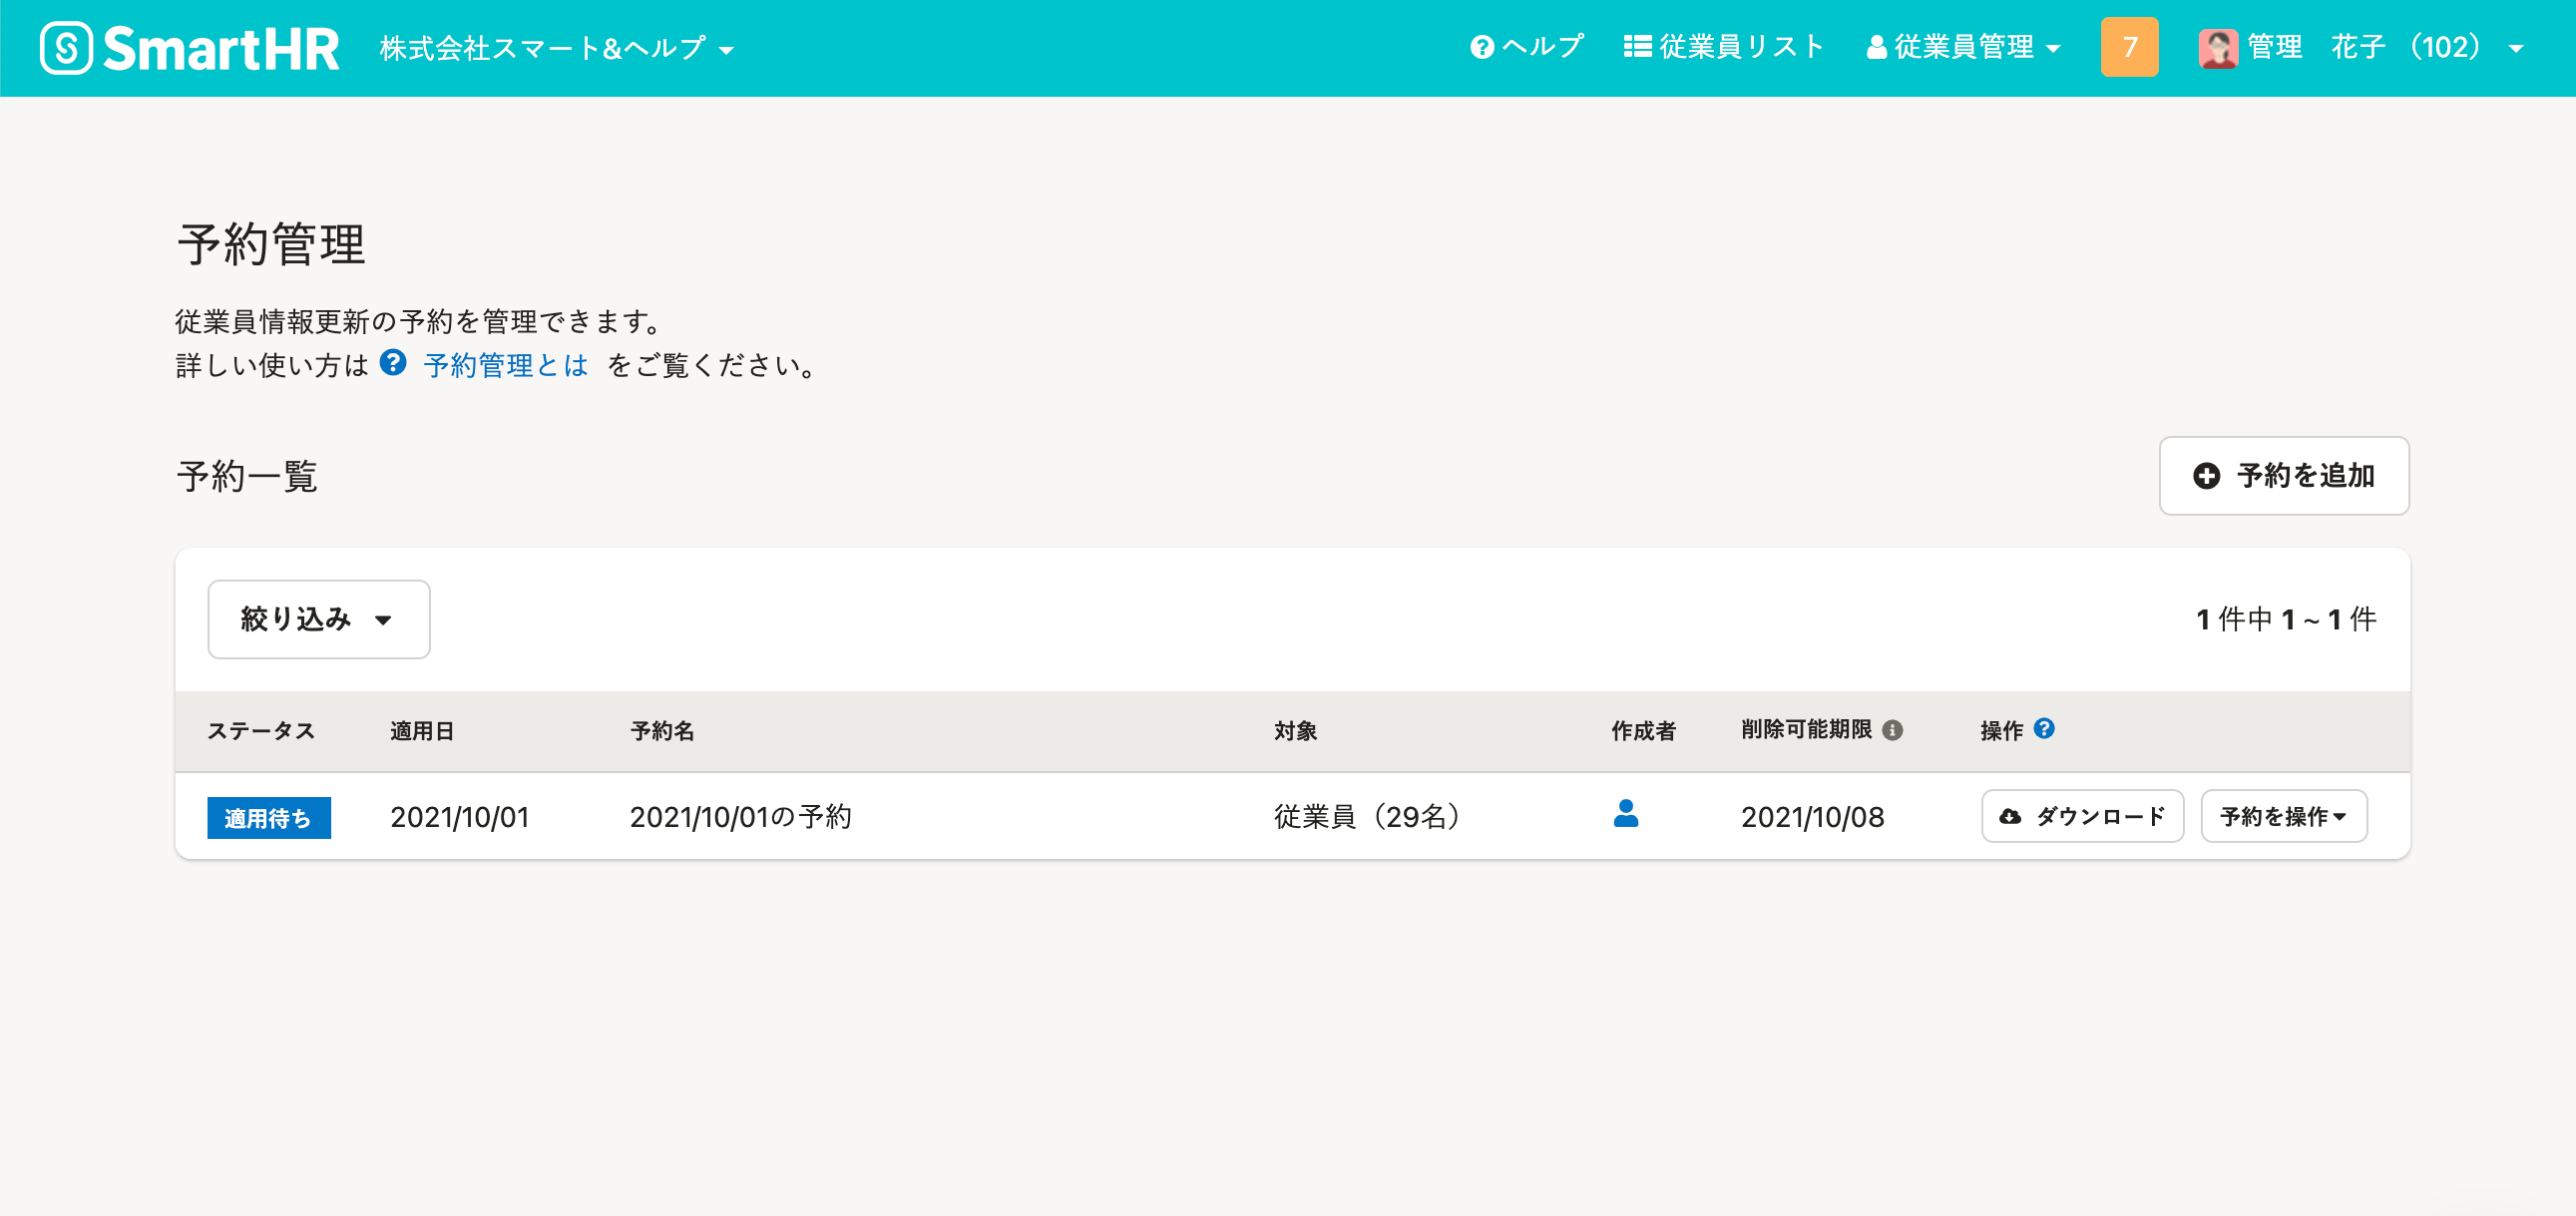 SmartHR 株式会社スマート&ヘルプ ヘルプ 従業員リスト 従業員管理 7 管理 花子 （102）
予約管理
従業員情報更新の予約を管理できます。
詳しい使い方は 予約管理とは をご覧ください。
予約一覧 予約を追加
絞り込み 1 件中 1 ~ 1 件
ステータス 適用日 予約名 対象 作成者 削除可能期限 操作
適用待ち 2021/10/01 2021/10/01の予約 従業員（29名） 2021/10/08 ダウンロード 予約を操作